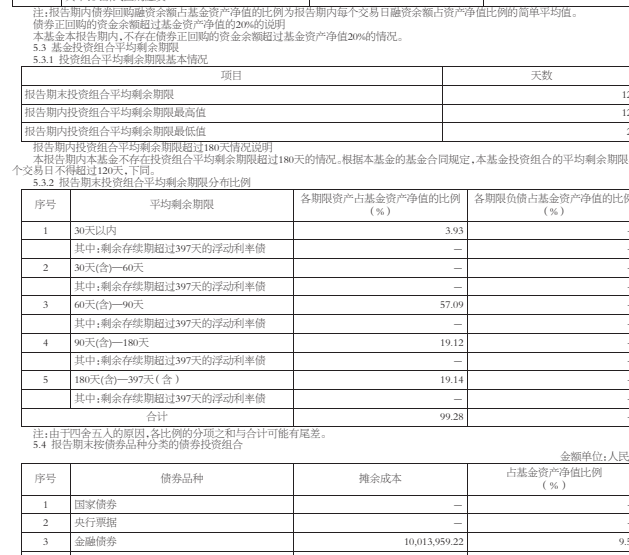 注:报告期内债券回购融资余额占基金资产净值的比例为报告期内每个交易日融资余额占资产净值比例的简单平均值。
债券正回购的资金余额超过基金资产净值的20%的说明
本基金本报告期内,不存在债券正回购的资金余额超过基金资产净值20%的情况。
5.3 基金投资组合平均剩余期限
5.3.1 投资组合平均剩余期限基本情况
项目 天数
报告期末投资组合平均剩余期限 12
报告期内投资组合平均剩余期限最高值 12
报告期内投资组合平均剩余期限最低值 2
报告期内投资组合平均剩余期限超过180天情况说明
本报告期内本基金不存在投资组合平均剩余期限超过180天的情况。根据本基金的基金合同规定,本基金投资组合的平均剩余期限
个交易日不得超过120天,下同。
5.3.2 报告期末投资组合平均剩余期限分布比例
序号 平均剩余期限 各期限资产占基金资产净值的比例(%) 各期限负债占基金资产净值的比例(%)
1 30天以内 3.93 —
其中:剩余存续期超过397天的浮动利率债 — —
2 30天(含)—60天 — —
其中:剩余存续期超过397天的浮动利率债 — —
3 60天(含)—90天 57.09 —
其中:剩余存续期超过397天的浮动利率债 — —
4 90天(含)—180天 19.12 —
其中:剩余存续期超过397天的浮动利率债 — —
5 180天(含)—397天(含) 19.14 —
其中:剩余存续期超过397天的浮动利率债 — —
合计 99.28 —
注:由于四舍五入的原因,各比例的分项之和与合计可能有尾差。
5.4 报告期末按债券品种分类的债券投资组合
金额单位:人民
序号 债券品种 摊余成本 占基金资产净值比例(%)
1 国家债券 — —
2 央行票据 — —
3 金融债券 10,013,959.22 9.5